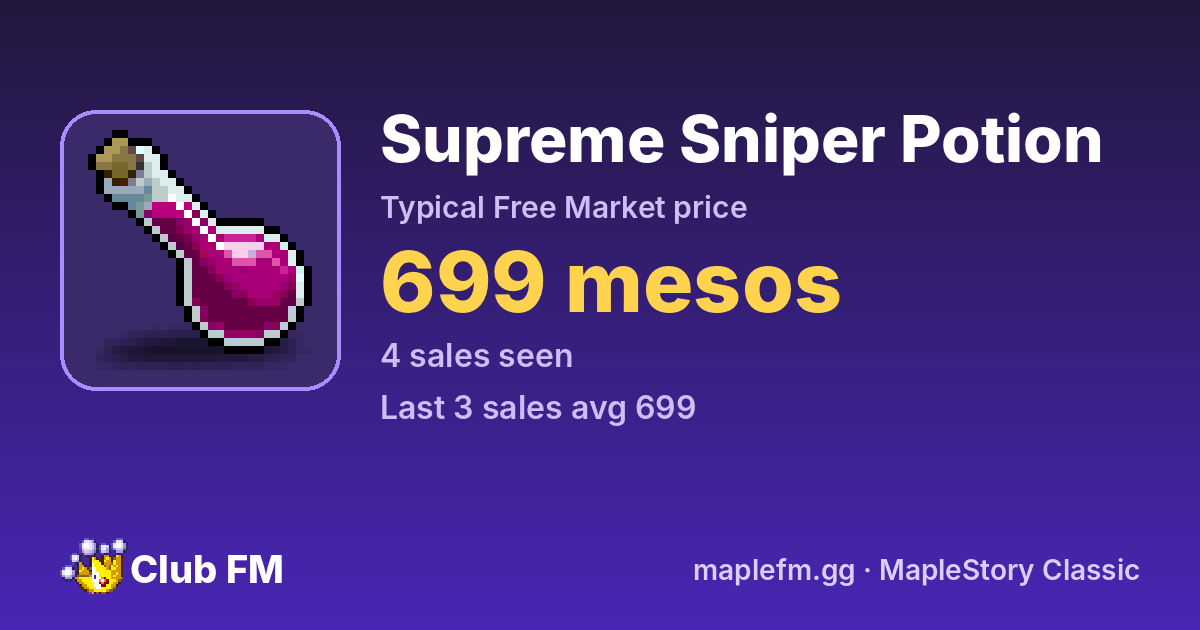 Supreme Sniper Potion
Typical Free Market price
699 mesos
4 sales seen
Last 3 sales avg 699
Club FM
maplefm.gg · MapleStory Classic